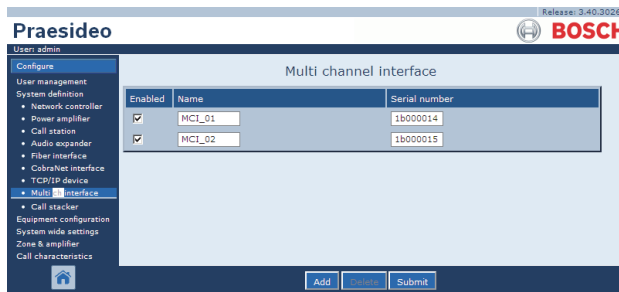 Release: 3.40.3026
Praesideo
BOSCH
User: admin
Configure
User management
System definition
• Network controller
• Power amplifier
• Call station
• Audio expander
• Fiber interface
• CobraNet interface
• TCP/IP device
• Multi ch interface
• Call stacker
Equipment configuration
System wide settings
Zone & amplifier
Call characteristics
Multi channel interface
Enabled Name Serial number
MCI_01 1b000014
MCI_02 1b000015
Add Delete Submit